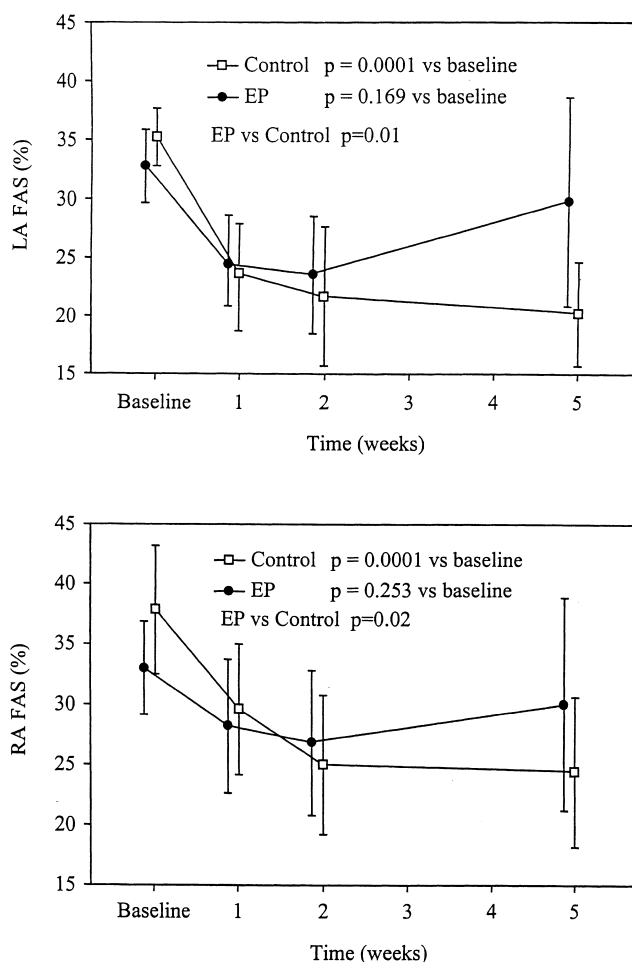 45
40
35
30
25
20
15
LA FAS (%)
Control p = 0.0001 vs baseline
EP p = 0.169 vs baseline
EP vs Control p=0.01
Baseline 1 2 3 4 5
Time (weeks)
45
40
35
30
25
20
15
RA FAS (%)
Control p = 0.0001 vs baseline
EP p = 0.253 vs baseline
EP vs Control p=0.02
Baseline 1 2 3 4 5
Time (weeks)